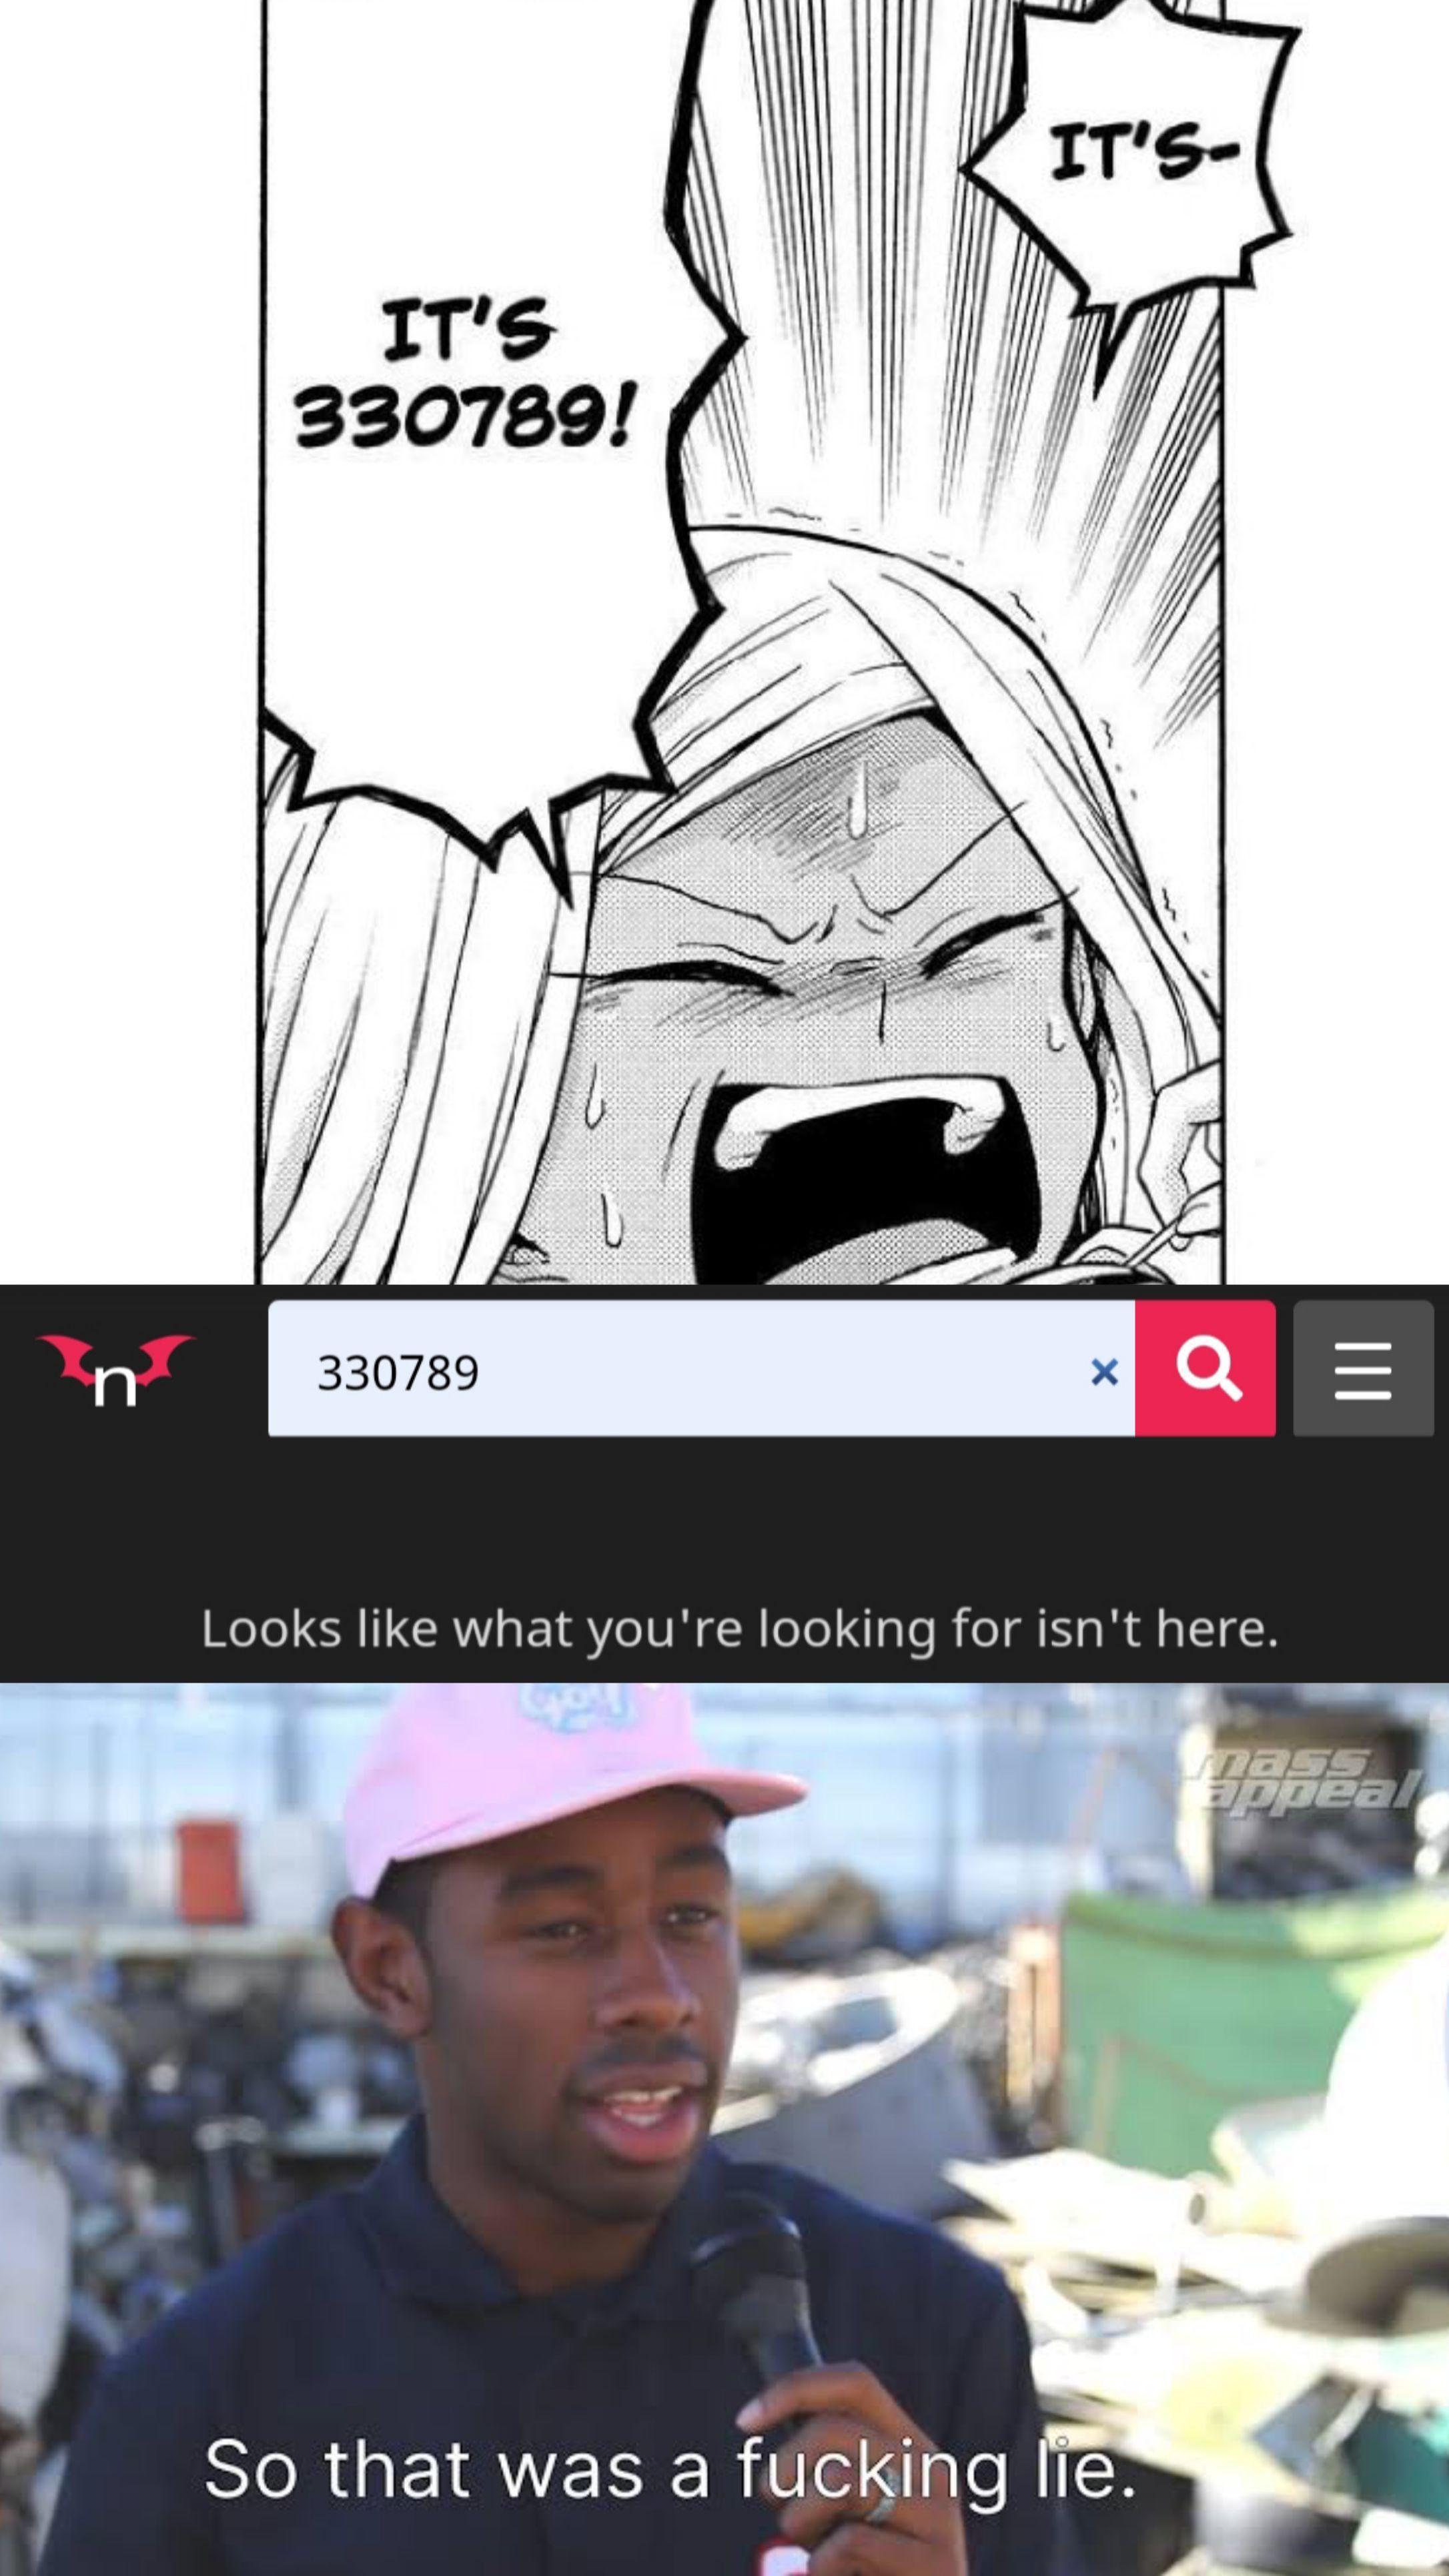 IT'S-
IT'S
330789!
n
330789
Looks like what you're looking for isn't here.
Golf
mass
appeal
So that was a fucking lie.